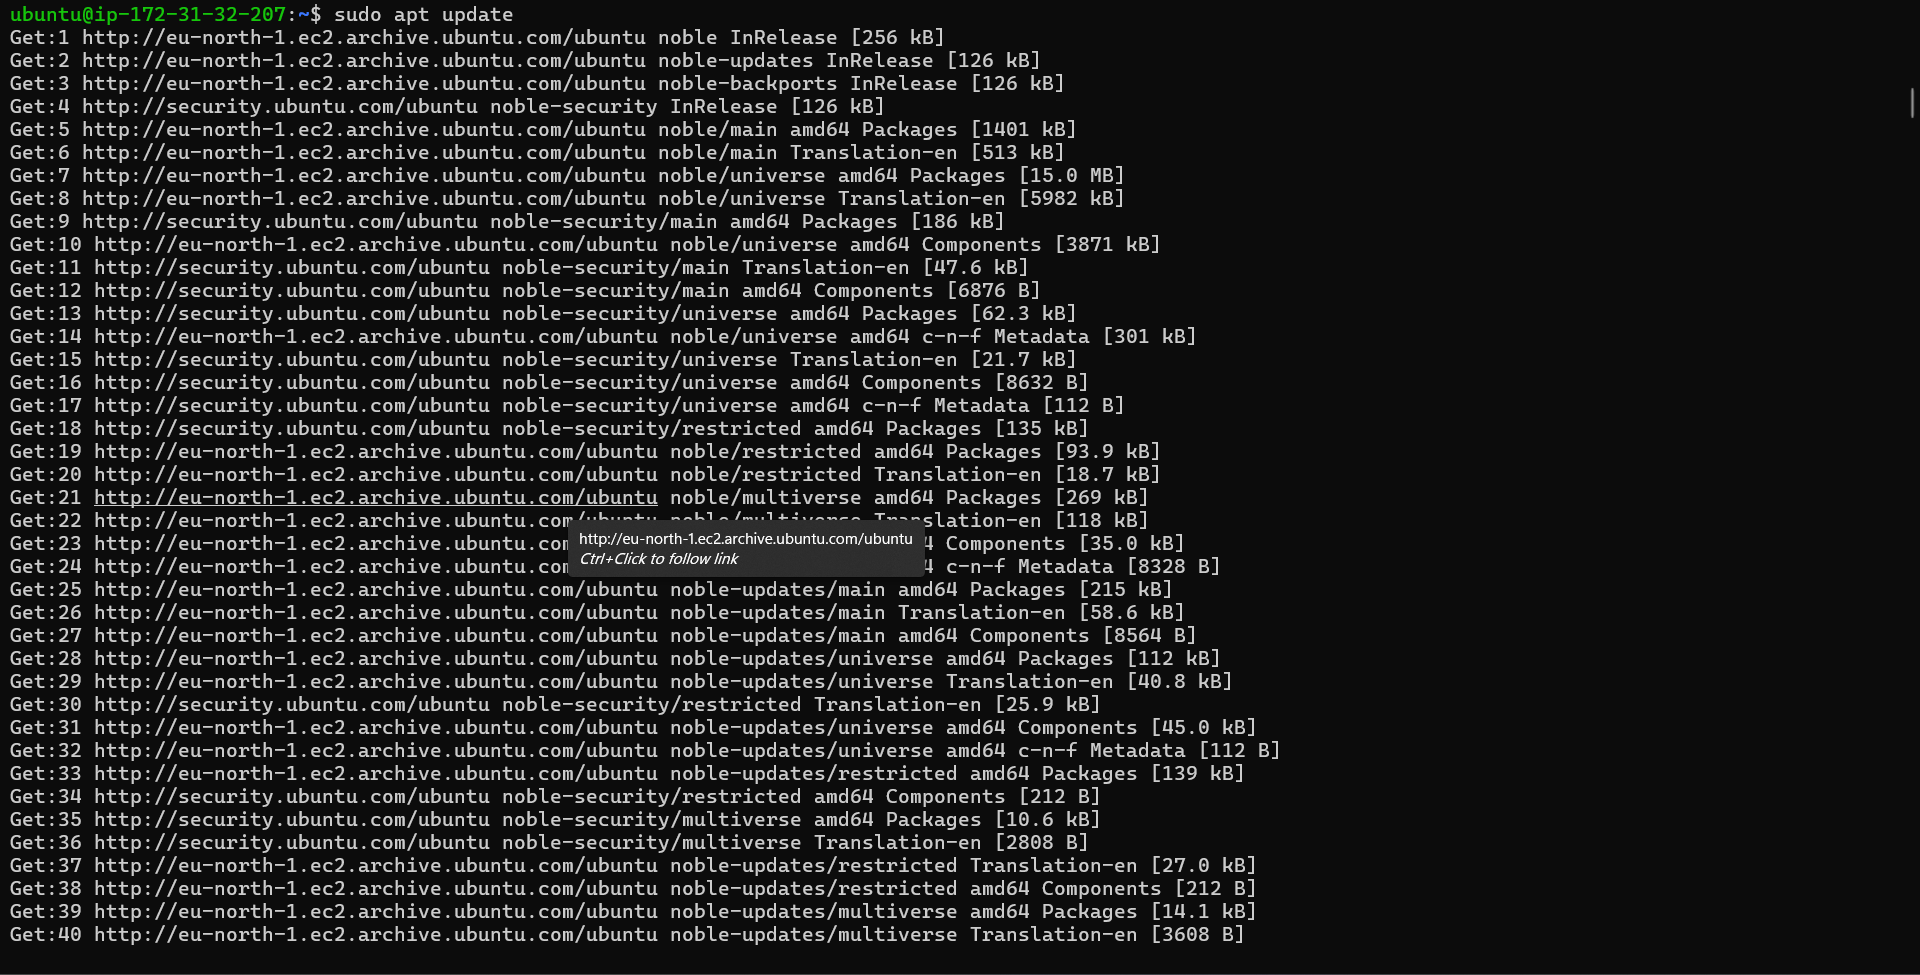 ubuntu@ip-172-31-32-207:~$ sudo apt update
Get:1 http://eu-north-1.ec2.archive.ubuntu.com/ubuntu noble InRelease [256 kB]
Get:2 http://eu-north-1.ec2.archive.ubuntu.com/ubuntu noble-updates InRelease [126 kB]
Get:3 http://eu-north-1.ec2.archive.ubuntu.com/ubuntu noble-backports InRelease [126 kB]
Get:4 http://security.ubuntu.com/ubuntu noble-security InRelease [126 kB]
Get:5 http://eu-north-1.ec2.archive.ubuntu.com/ubuntu noble/main amd64 Packages [1401 kB]
Get:6 http://eu-north-1.ec2.archive.ubuntu.com/ubuntu noble/main Translation-en [513 kB]
Get:7 http://eu-north-1.ec2.archive.ubuntu.com/ubuntu noble/universe amd64 Packages [15.0 MB]
Get:8 http://eu-north-1.ec2.archive.ubuntu.com/ubuntu noble/universe Translation-en [5982 kB]
Get:9 http://security.ubuntu.com/ubuntu noble-security/main amd64 Packages [186 kB]
Get:10 http://eu-north-1.ec2.archive.ubuntu.com/ubuntu noble/universe amd64 Components [3871 kB]
Get:11 http://security.ubuntu.com/ubuntu noble-security/main Translation-en [47.6 kB]
Get:12 http://security.ubuntu.com/ubuntu noble-security/main amd64 Components [6876 B]
Get:13 http://security.ubuntu.com/ubuntu noble-security/universe amd64 Packages [62.3 kB]
Get:14 http://eu-north-1.ec2.archive.ubuntu.com/ubuntu noble/universe amd64 c-n-f Metadata [301 kB]
Get:15 http://security.ubuntu.com/ubuntu noble-security/universe Translation-en [21.7 kB]
Get:16 http://security.ubuntu.com/ubuntu noble-security/universe amd64 Components [8632 B]
Get:17 http://security.ubuntu.com/ubuntu noble-security/universe amd64 c-n-f Metadata [112 B]
Get:18 http://security.ubuntu.com/ubuntu noble-security/restricted amd64 Packages [135 kB]
Get:19 http://eu-north-1.ec2.archive.ubuntu.com/ubuntu noble/restricted amd64 Packages [93.9 kB]
Get:20 http://eu-north-1.ec2.archive.ubuntu.com/ubuntu noble/restricted Translation-en [18.7 kB]
Get:21 http://eu-north-1.ec2.archive.ubuntu.com/ubuntu noble/multiverse amd64 Packages [269 kB]
Get:22 http://eu-north-1.ec2.archive.ubuntu.com/ubuntu noble/multiverse Translation-en [118 kB]
http://eu-north-1.ec2.archive.ubuntu.com/ubuntu
Ctrl+Click to follow link
Get:23 http://eu-north-1.ec2.archive.ubuntu.com Components [35.0 kB]
Get:24 http://eu-north-1.ec2.archive.ubuntu.com c-n-f Metadata [8328 B]
Get:25 http://eu-north-1.ec2.archive.ubuntu.com/ubuntu noble-updates/main amd64 Packages [215 kB]
Get:26 http://eu-north-1.ec2.archive.ubuntu.com/ubuntu noble-updates/main Translation-en [58.6 kB]
Get:27 http://eu-north-1.ec2.archive.ubuntu.com/ubuntu noble-updates/main amd64 Components [8564 B]
Get:28 http://eu-north-1.ec2.archive.ubuntu.com/ubuntu noble-updates/universe amd64 Packages [112 kB]
Get:29 http://eu-north-1.ec2.archive.ubuntu.com/ubuntu noble-updates/universe Translation-en [40.8 kB]
Get:30 http://security.ubuntu.com/ubuntu noble-security/restricted Translation-en [25.9 kB]
Get:31 http://eu-north-1.ec2.archive.ubuntu.com/ubuntu noble-updates/universe amd64 Components [45.0 kB]
Get:32 http://eu-north-1.ec2.archive.ubuntu.com/ubuntu noble-updates/universe amd64 c-n-f Metadata [112 B]
Get:33 http://eu-north-1.ec2.archive.ubuntu.com/ubuntu noble-updates/restricted amd64 Packages [139 kB]
Get:34 http://security.ubuntu.com/ubuntu noble-security/restricted amd64 Components [212 B]
Get:35 http://security.ubuntu.com/ubuntu noble-security/multiverse amd64 Packages [10.6 kB]
Get:36 http://security.ubuntu.com/ubuntu noble-security/multiverse Translation-en [2808 B]
Get:37 http://eu-north-1.ec2.archive.ubuntu.com/ubuntu noble-updates/restricted Translation-en [27.0 kB]
Get:38 http://eu-north-1.ec2.archive.ubuntu.com/ubuntu noble-updates/restricted amd64 Components [212 B]
Get:39 http://eu-north-1.ec2.archive.ubuntu.com/ubuntu noble-updates/multiverse amd64 Packages [14.1 kB]
Get:40 http://eu-north-1.ec2.archive.ubuntu.com/ubuntu noble-updates/multiverse Translation-en [3608 B]